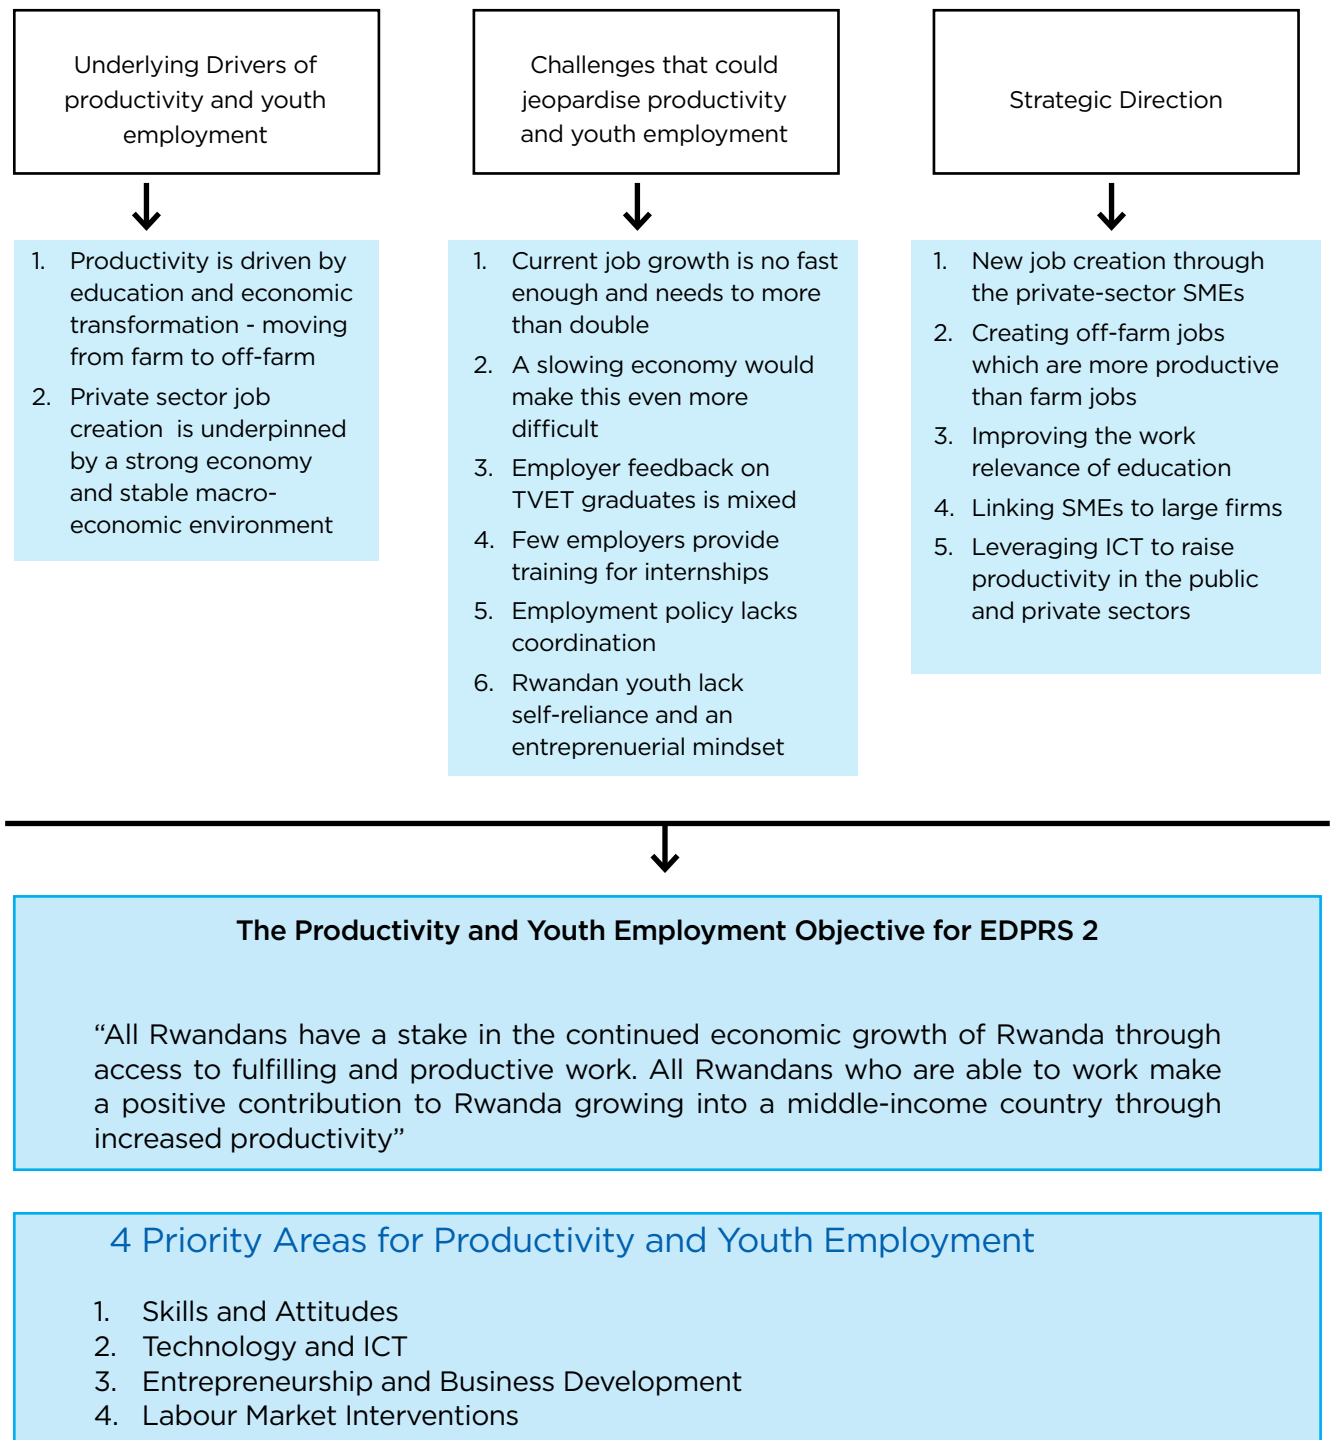 Underlying Drivers of
productivity and youth
employment
Challenges that could
jeopardise productivity
and youth employment
Strategic Direction
1. Productivity is driven by
education and economic
transformation - moving
from farm to off-farm
2. Private sector job
creation is underpinned
by a strong economy
and stable macro-
economic environment
1. Current job growth is no fast
enough and needs to more
than double
2. A slowing economy would
make this even more
difficult
3. Employer feedback on
TVET graduates is mixed
4. Few employers provide
training for internships
5. Employment policy lacks
coordination
6. Rwandan youth lack
self-reliance and an
entreprenuerial mindset
1. New job creation through
the private-sector SMEs
2. Creating off-farm jobs
which are more productive
than farm jobs
3. Improving the work
relevance of education
4. Linking SMEs to large firms
5. Leveraging ICT to raise
productivity in the public
and private sectors
The Productivity and Youth Employment Objective for EDPRS 2
“All Rwandans have a stake in the continued economic growth of Rwanda through
access to fulfilling and productive work. All Rwandans who are able to work make
a positive contribution to Rwanda growing into a middle-income country through
increased productivity”
4 Priority Areas for Productivity and Youth Employment
1. Skills and Attitudes
2. Technology and ICT
3. Entrepreneurship and Business Development
4. Labour Market Interventions